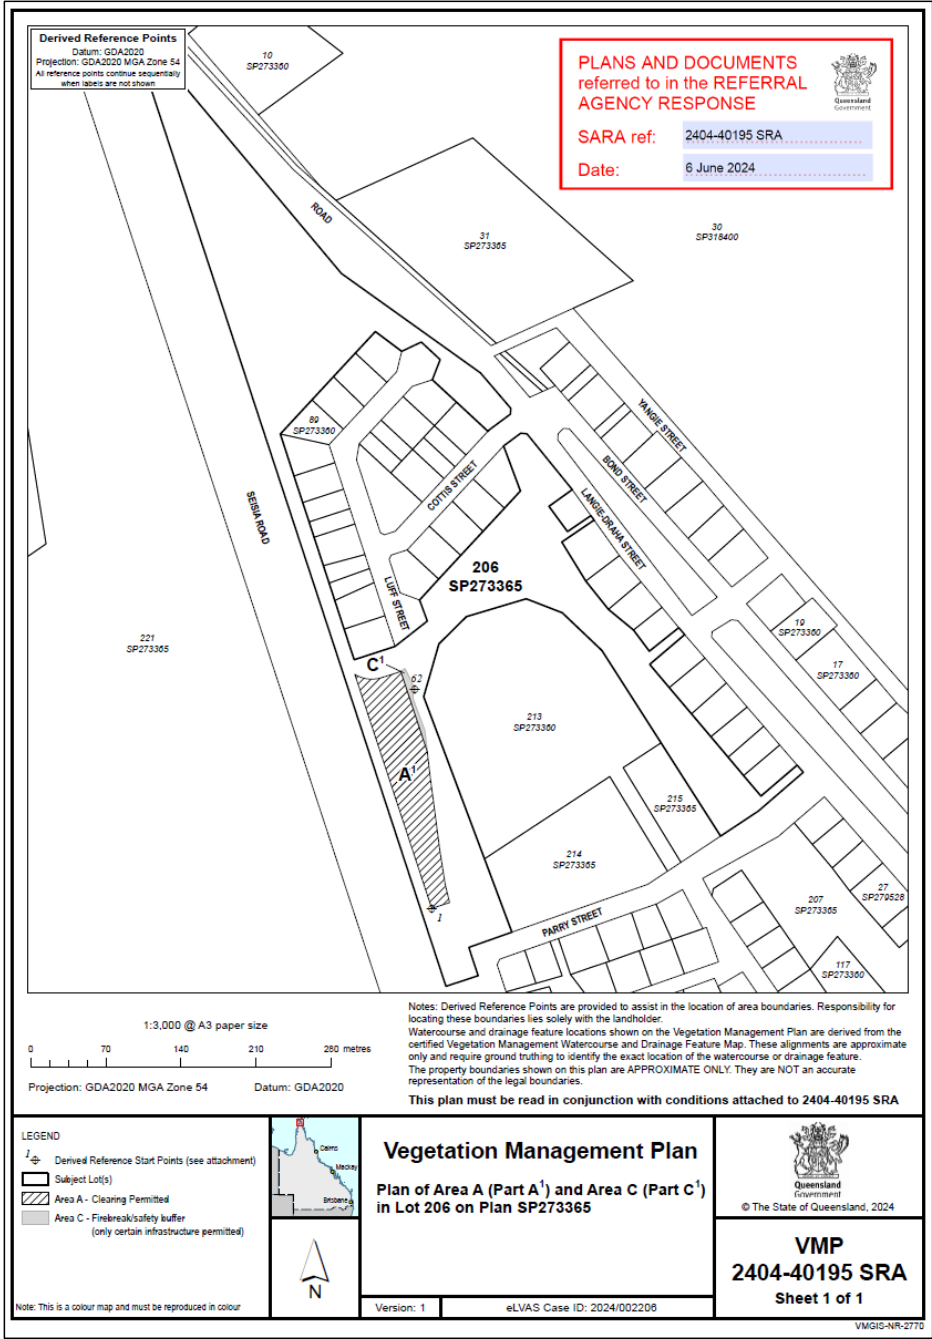 Derived Reference Points
Datum: GDA2020
Projection: GDA2020 MGA Zone 54
All reference points continue sequentially
when labels are not shown
PLANS AND DOCUMENTS
referred to in the REFERRAL
AGENCY RESPONSE
SARA ref: 2404-40195 SRA
Date: 6 June 2024
Queensland
Government
10
SP273360
ROAD
31
SP273365
30
SP318400
89
SP273360
YANGIE STREET
BOND STREET
COTTIS STREET
LANGIE-DRAHA STREET
SEISIA ROAD
206
SP273365
LUFF STREET
221
SP273365
19
SP273360
17
SP273360
C1
62
213
SP273360
A1
215
SP273365
214
SP273365
1
207
SP273365
27
SP279528
PARRY STREET
117
SP273360
1:3,000 @ A3 paper size
0 70 140 210 280 metres
Projection: GDA2020 MGA Zone 54 Datum: GDA2020
Notes: Derived Reference Points are provided to assist in the location of area boundaries. Responsibility for
locating these boundaries lies solely with the landholder.
Watercourse and drainage feature locations shown on the Vegetation Management Plan are derived from the
certified Vegetation Management Watercourse and Drainage Feature Map. These alignments are approximate
only and require ground truthing to identify the exact location of the watercourse or drainage feature.
The property boundaries shown on this plan are APPROXIMATE ONLY. They are NOT an accurate
representation of the legal boundaries.
This plan must be read in conjunction with conditions attached to 2404-40195 SRA
LEGEND
1 Derived Reference Start Points (see attachment)
Subject Lot(s)
Area A - Clearing Permitted
Area C - Firebreak/safety buffer
(only certain infrastructure permitted)
Note: This is a colour map and must be reproduced in colour
Cairns
Mackay
Brisbane
N
Vegetation Management Plan
Plan of Area A (Part A1) and Area C (Part C1)
in Lot 206 on Plan SP273365
Version: 1
eLVAS Case ID: 2024/002206
Queensland
Government
© The State of Queensland, 2024
VMP
2404-40195 SRA
Sheet 1 of 1
VMGIS-NR-2770